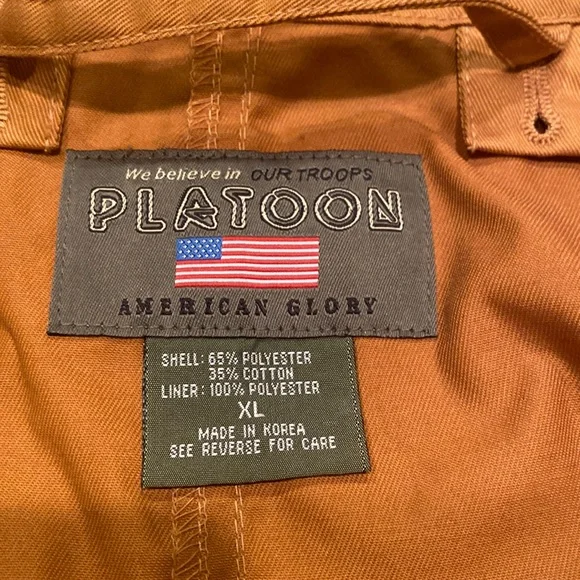 We believe in OUR TROOPS
PLATOON
AMERICAN GLORY
SHELL: 65% POLYESTER
35% COTTON
LINER: 100% POLYESTER
XL
MADE IN KOREA
SEE REVERSE FOR CARE